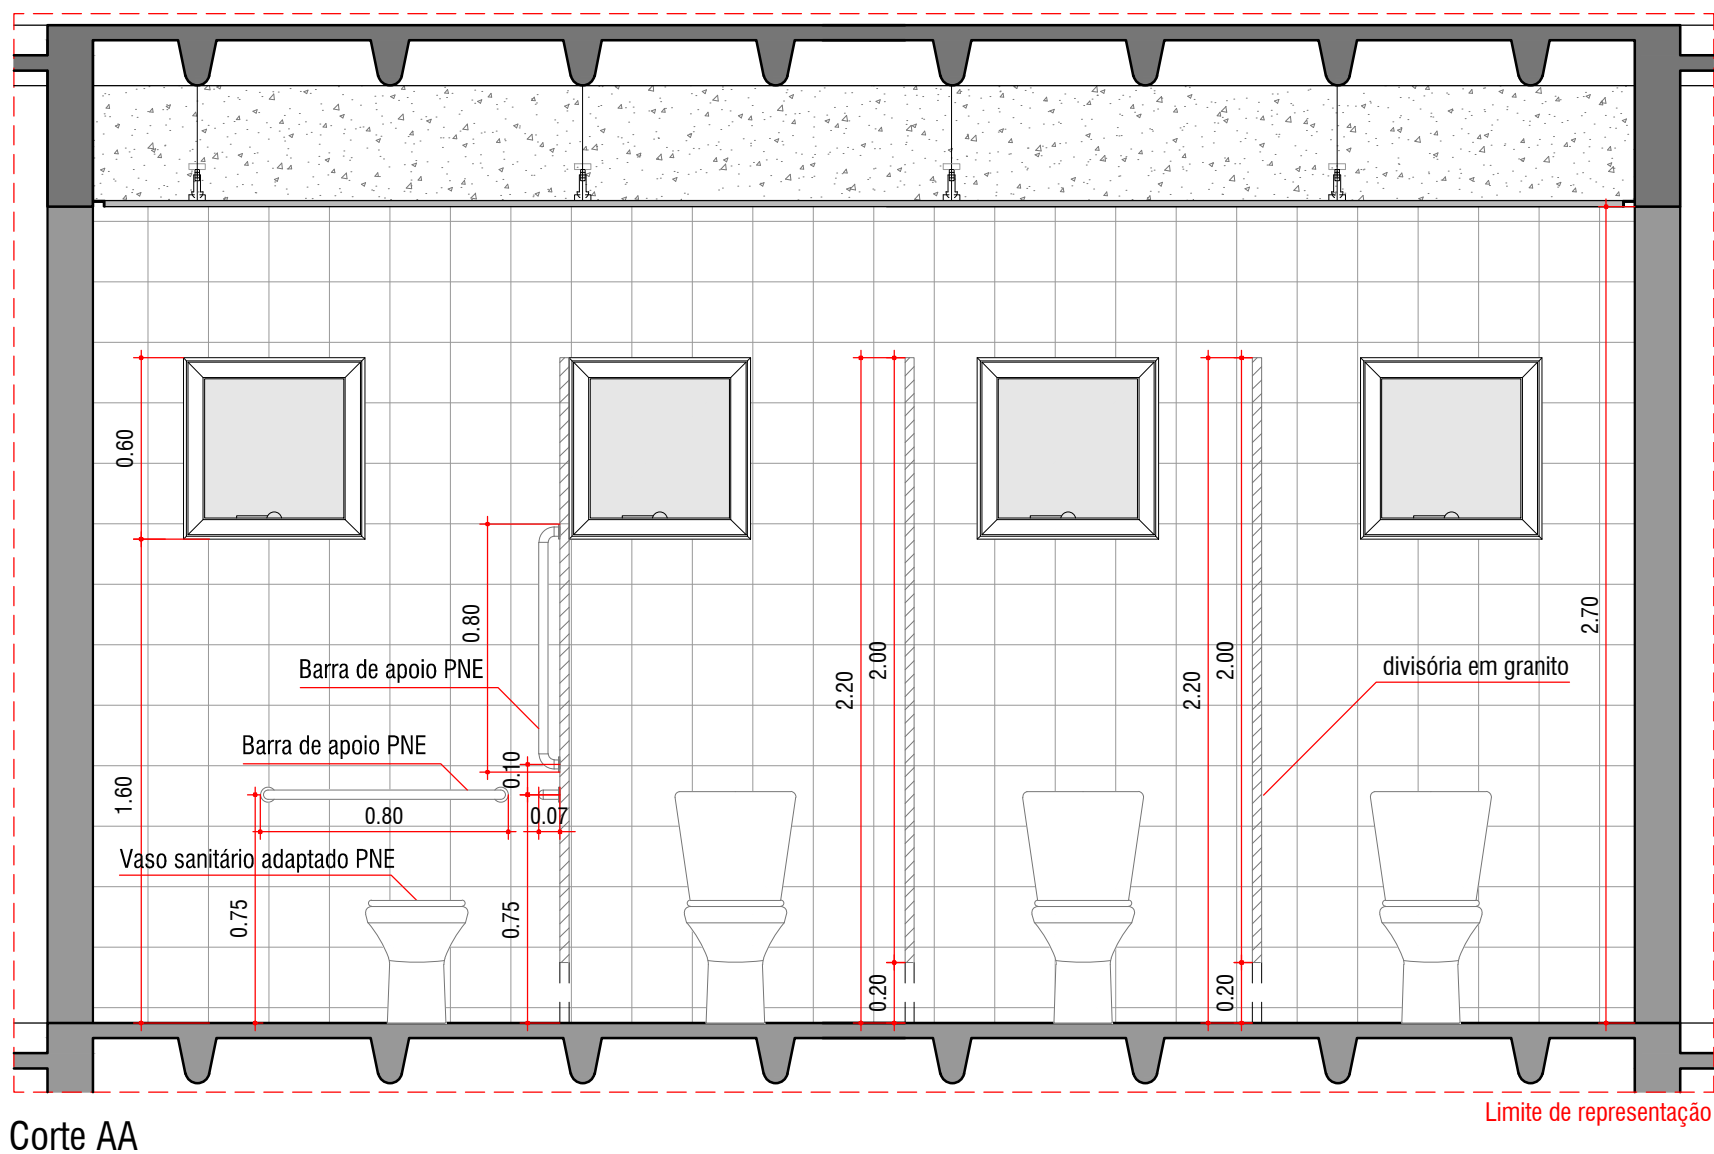 0.60
0.80
2.70
2.00
2.00
2.20
2.20
Barra de apoio PNE
divisória em granito
Barra de apoio PNE
0.10
1.60
0.80
0.07
Vaso sanitário adaptado PNE
0.75
0.75
0.20
0.20
Limite de representação
Corte AA